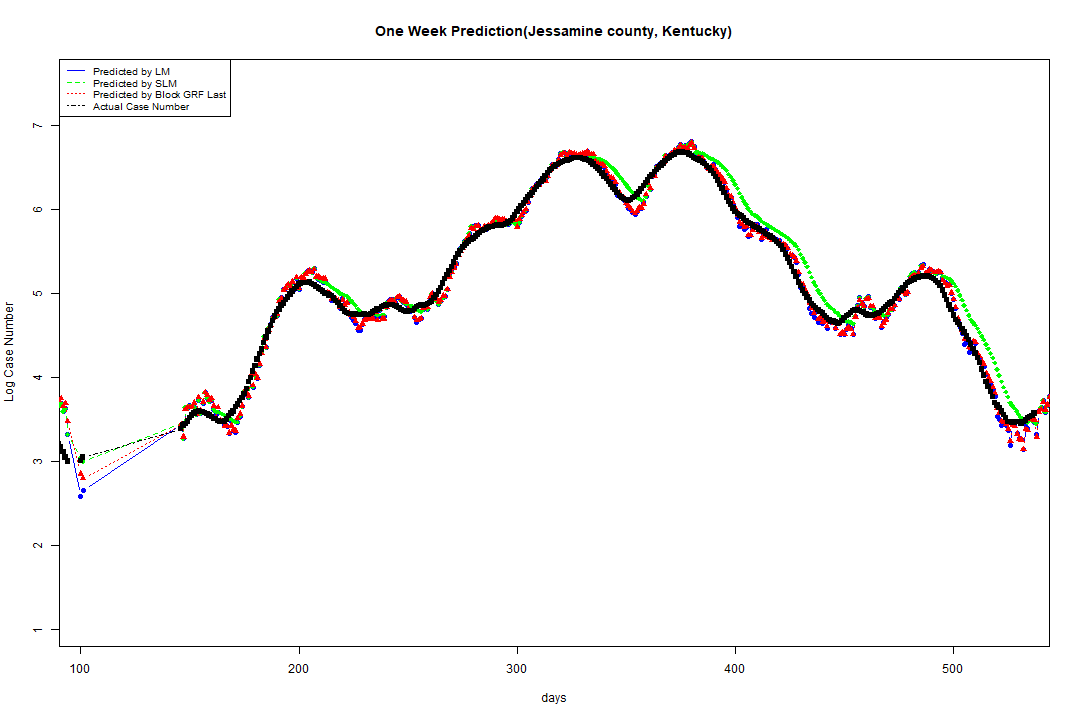 One Week Prediction(Jessamine county, Kentucky)
Predicted by LM
Predicted by SLM
Predicted by Block GRF Last
Actual Case Number
7
6
5
4
3
2
1
Log Case Number
100 200 300 400 500
days